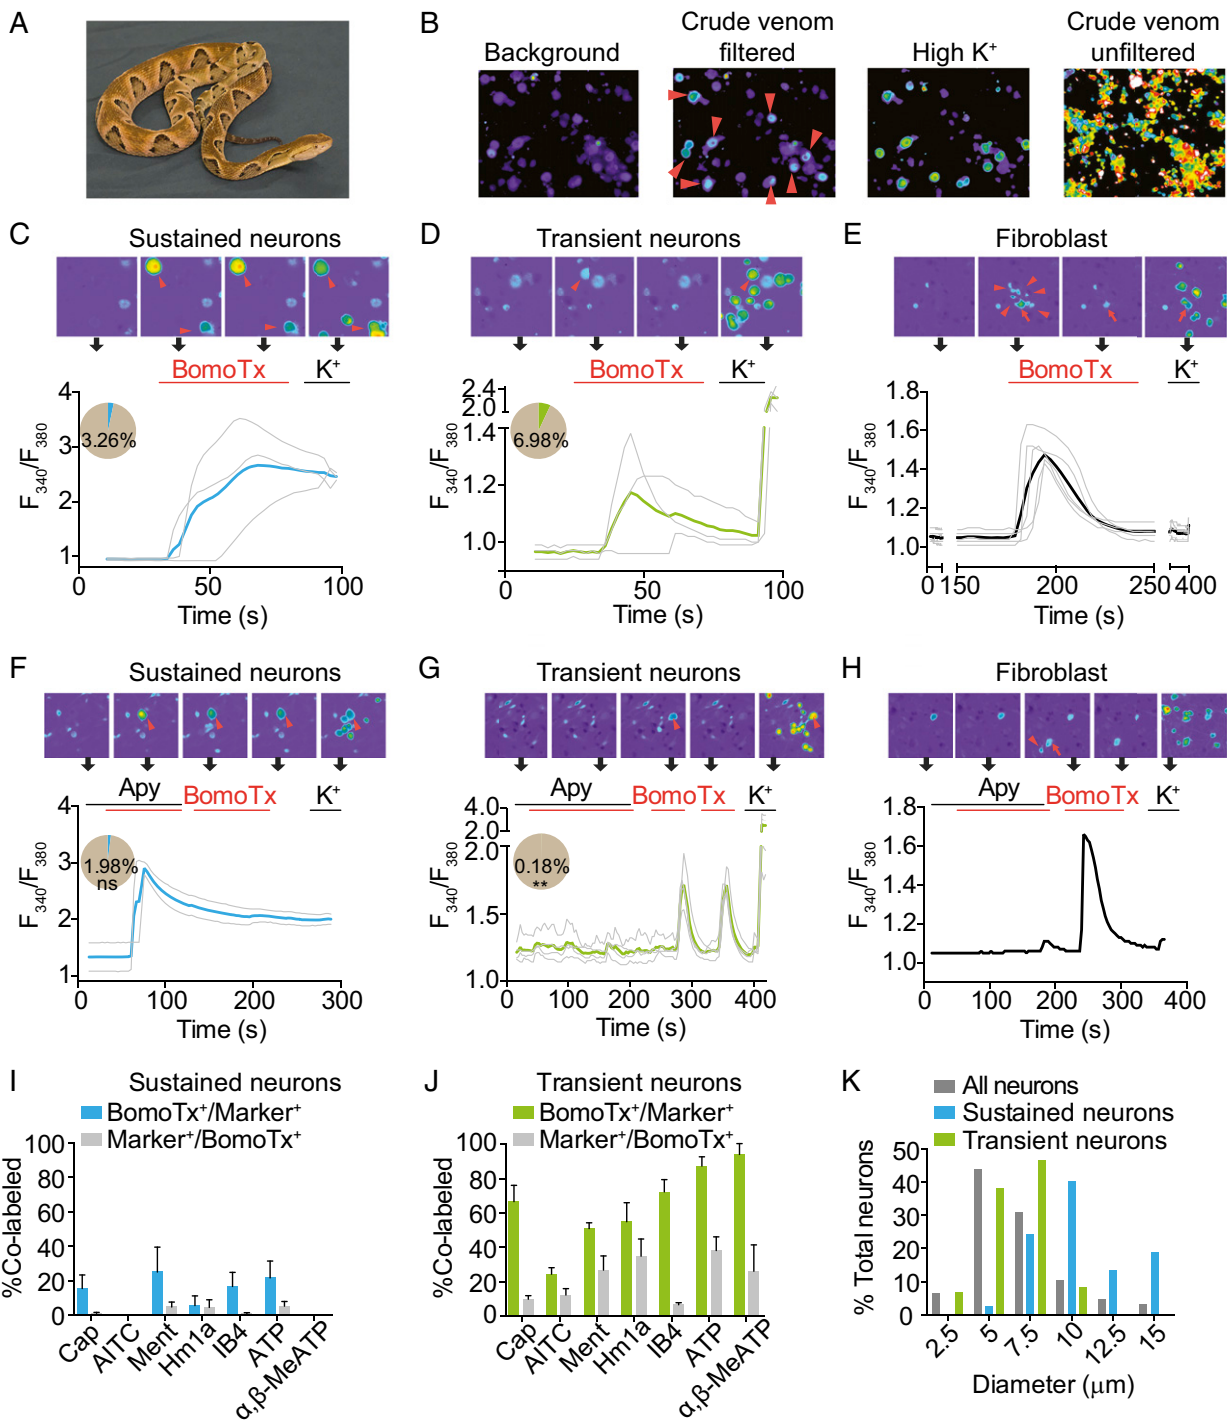 A
B
Background
Crude venom
filtered
High K+
Crude venom
unfiltered
C
Sustained neurons
BomoTx
K+
4
3
2
1
F340/F380
3.26%
0
50
100
Time (s)
D
Transient neurons
BomoTx
K+
2.4
2.0
1.4
1.2
1.0
F340/F380
6.98%
0
50
100
Time (s)
E
Fibroblast
BomoTx
K+
1.8
1.6
1.4
1.2
1.0
F340/F380
0
150
200
250
400
Time (s)
F
Sustained neurons
Apy
BomoTx
K+
4
3
2
1
F340/F380
1.98%
ns
0
100
200
300
Time (s)
G
Transient neurons
Apy
BomoTx
K+
4.0
2.0
2.0
1.5
1.0
F340/F380
0.18%
**
0
100
200
300
400
Time (s)
H
Fibroblast
Apy
BomoTx
K+
1.8
1.6
1.4
1.2
1.0
F340/F380
0
100
200
300
400
Time (s)
I
Sustained neurons
BomoTx+/Marker+
Marker+/BomoTx+
100
80
60
40
20
0
%Co-labeled
Cap
AITC
Ment
Hm1a
IB4
ATP
α,β-MeATP
J
Transient neurons
BomoTx+/Marker+
Marker+/BomoTx+
100
80
60
40
20
0
%Co-labeled
Cap
AITC
Ment
Hm1a
IB4
ATP
α,β-MeATP
K
All neurons
Sustained neurons
Transient neurons
50
40
30
20
10
0
% Total neurons
2.5
5
7.5
10
12.5
15
Diameter (μm)